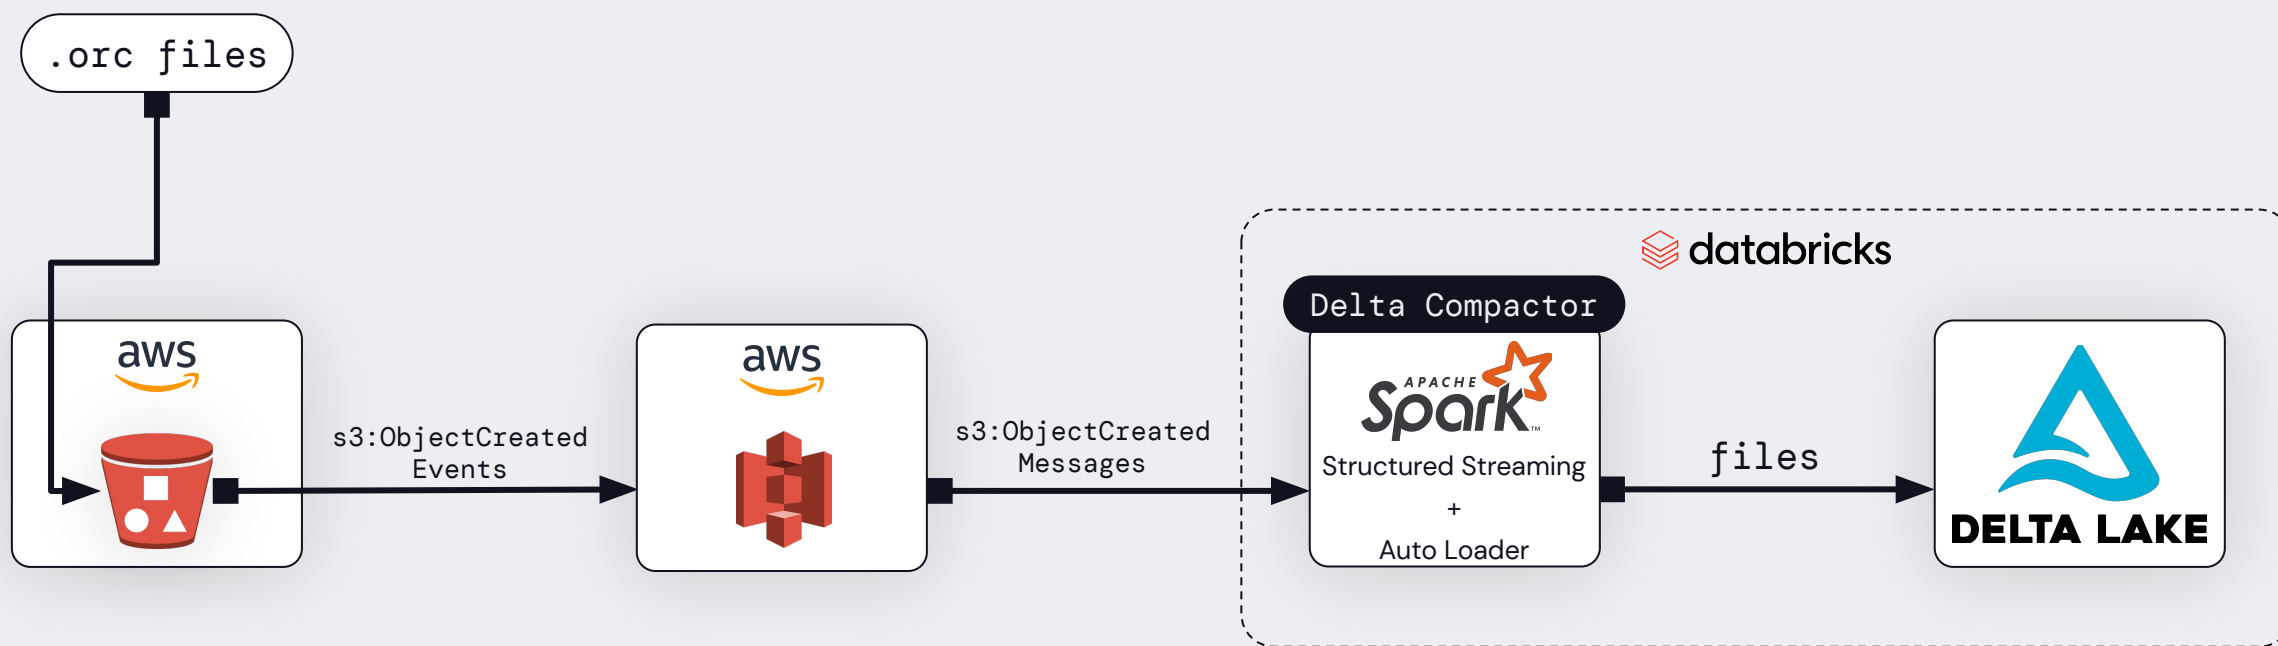 .orc files
databricks
Delta Compactor
aws
aws
APACHE
Spark™
s3:ObjectCreated
Events
s3:ObjectCreated
Messages
Structured Streaming
+
Auto Loader
files
DELTA LAKE